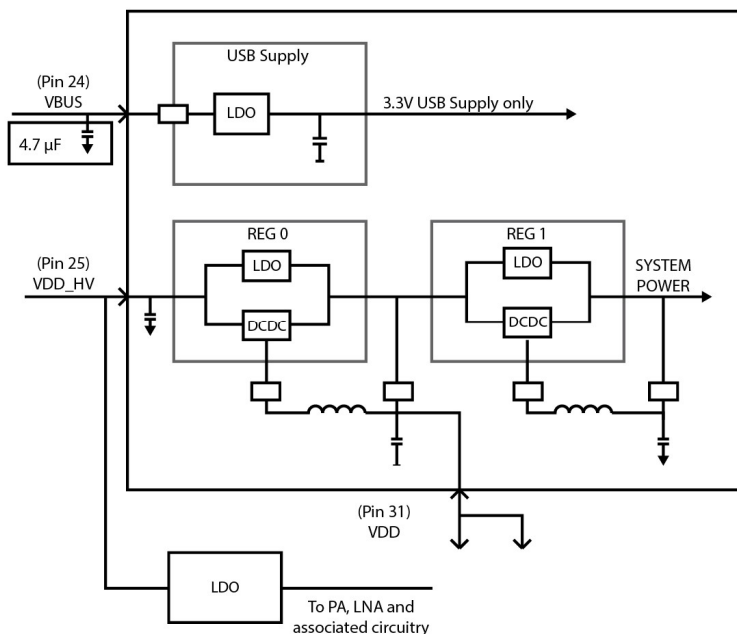 USB Supply
(Pin 24)
VBUS
LDO
3.3V USB Supply only
4.7 μF
REG 0
REG 1
(Pin 25)
VDD_HV
LDO
LDO
SYSTEM
POWER
DCDC
DCDC
(Pin 31)
VDD
LDO
To PA, LNA and
associated circuitry